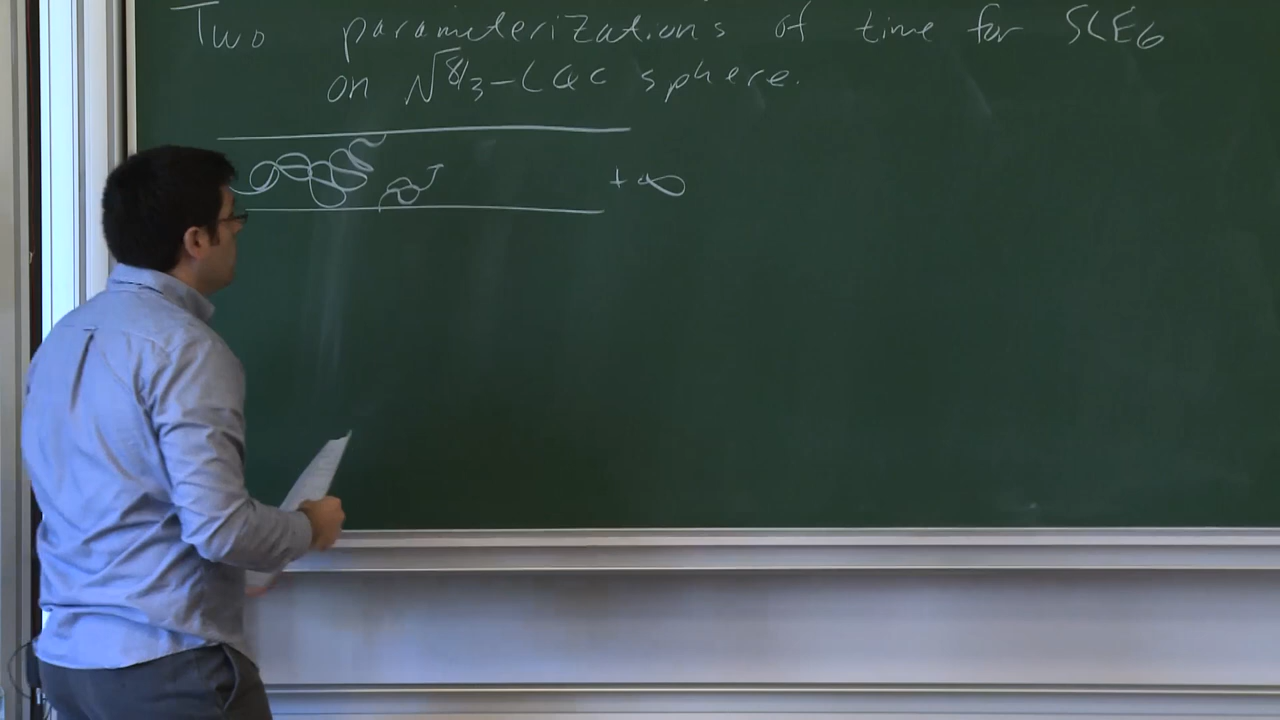 Two parameterizations of time for SLE₆
on √8/3-LQG sphere.
+∞